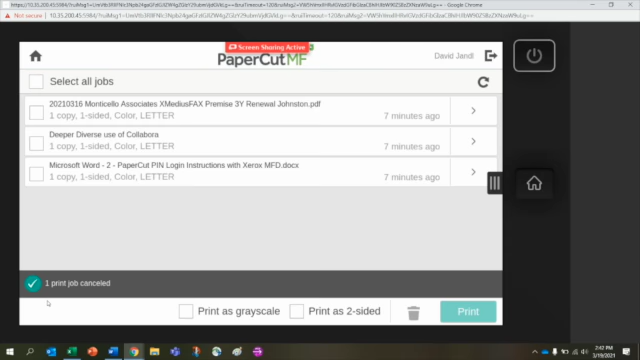 Google Chrome
Not secure
Screen Sharing Active
PaperCutMF
David Jandl
Select all jobs
20210316 Monticello Associates XMediusFAX Premise 3Y Renewal Johnston.pdf
1 copy, 1-sided, Color, LETTER
7 minutes ago
Deeper Diverse use of Collabora
1 copy, 1-sided, Color, LETTER
7 minutes ago
Microsoft Word - 2 - PaperCut PIN Login Instructions with Xerox MFD.docx
1 copy, 1-sided, Color, LETTER
7 minutes ago
1 print job canceled
Print as grayscale
Print as 2-sided
Print
2:42 PM
3/19/2021